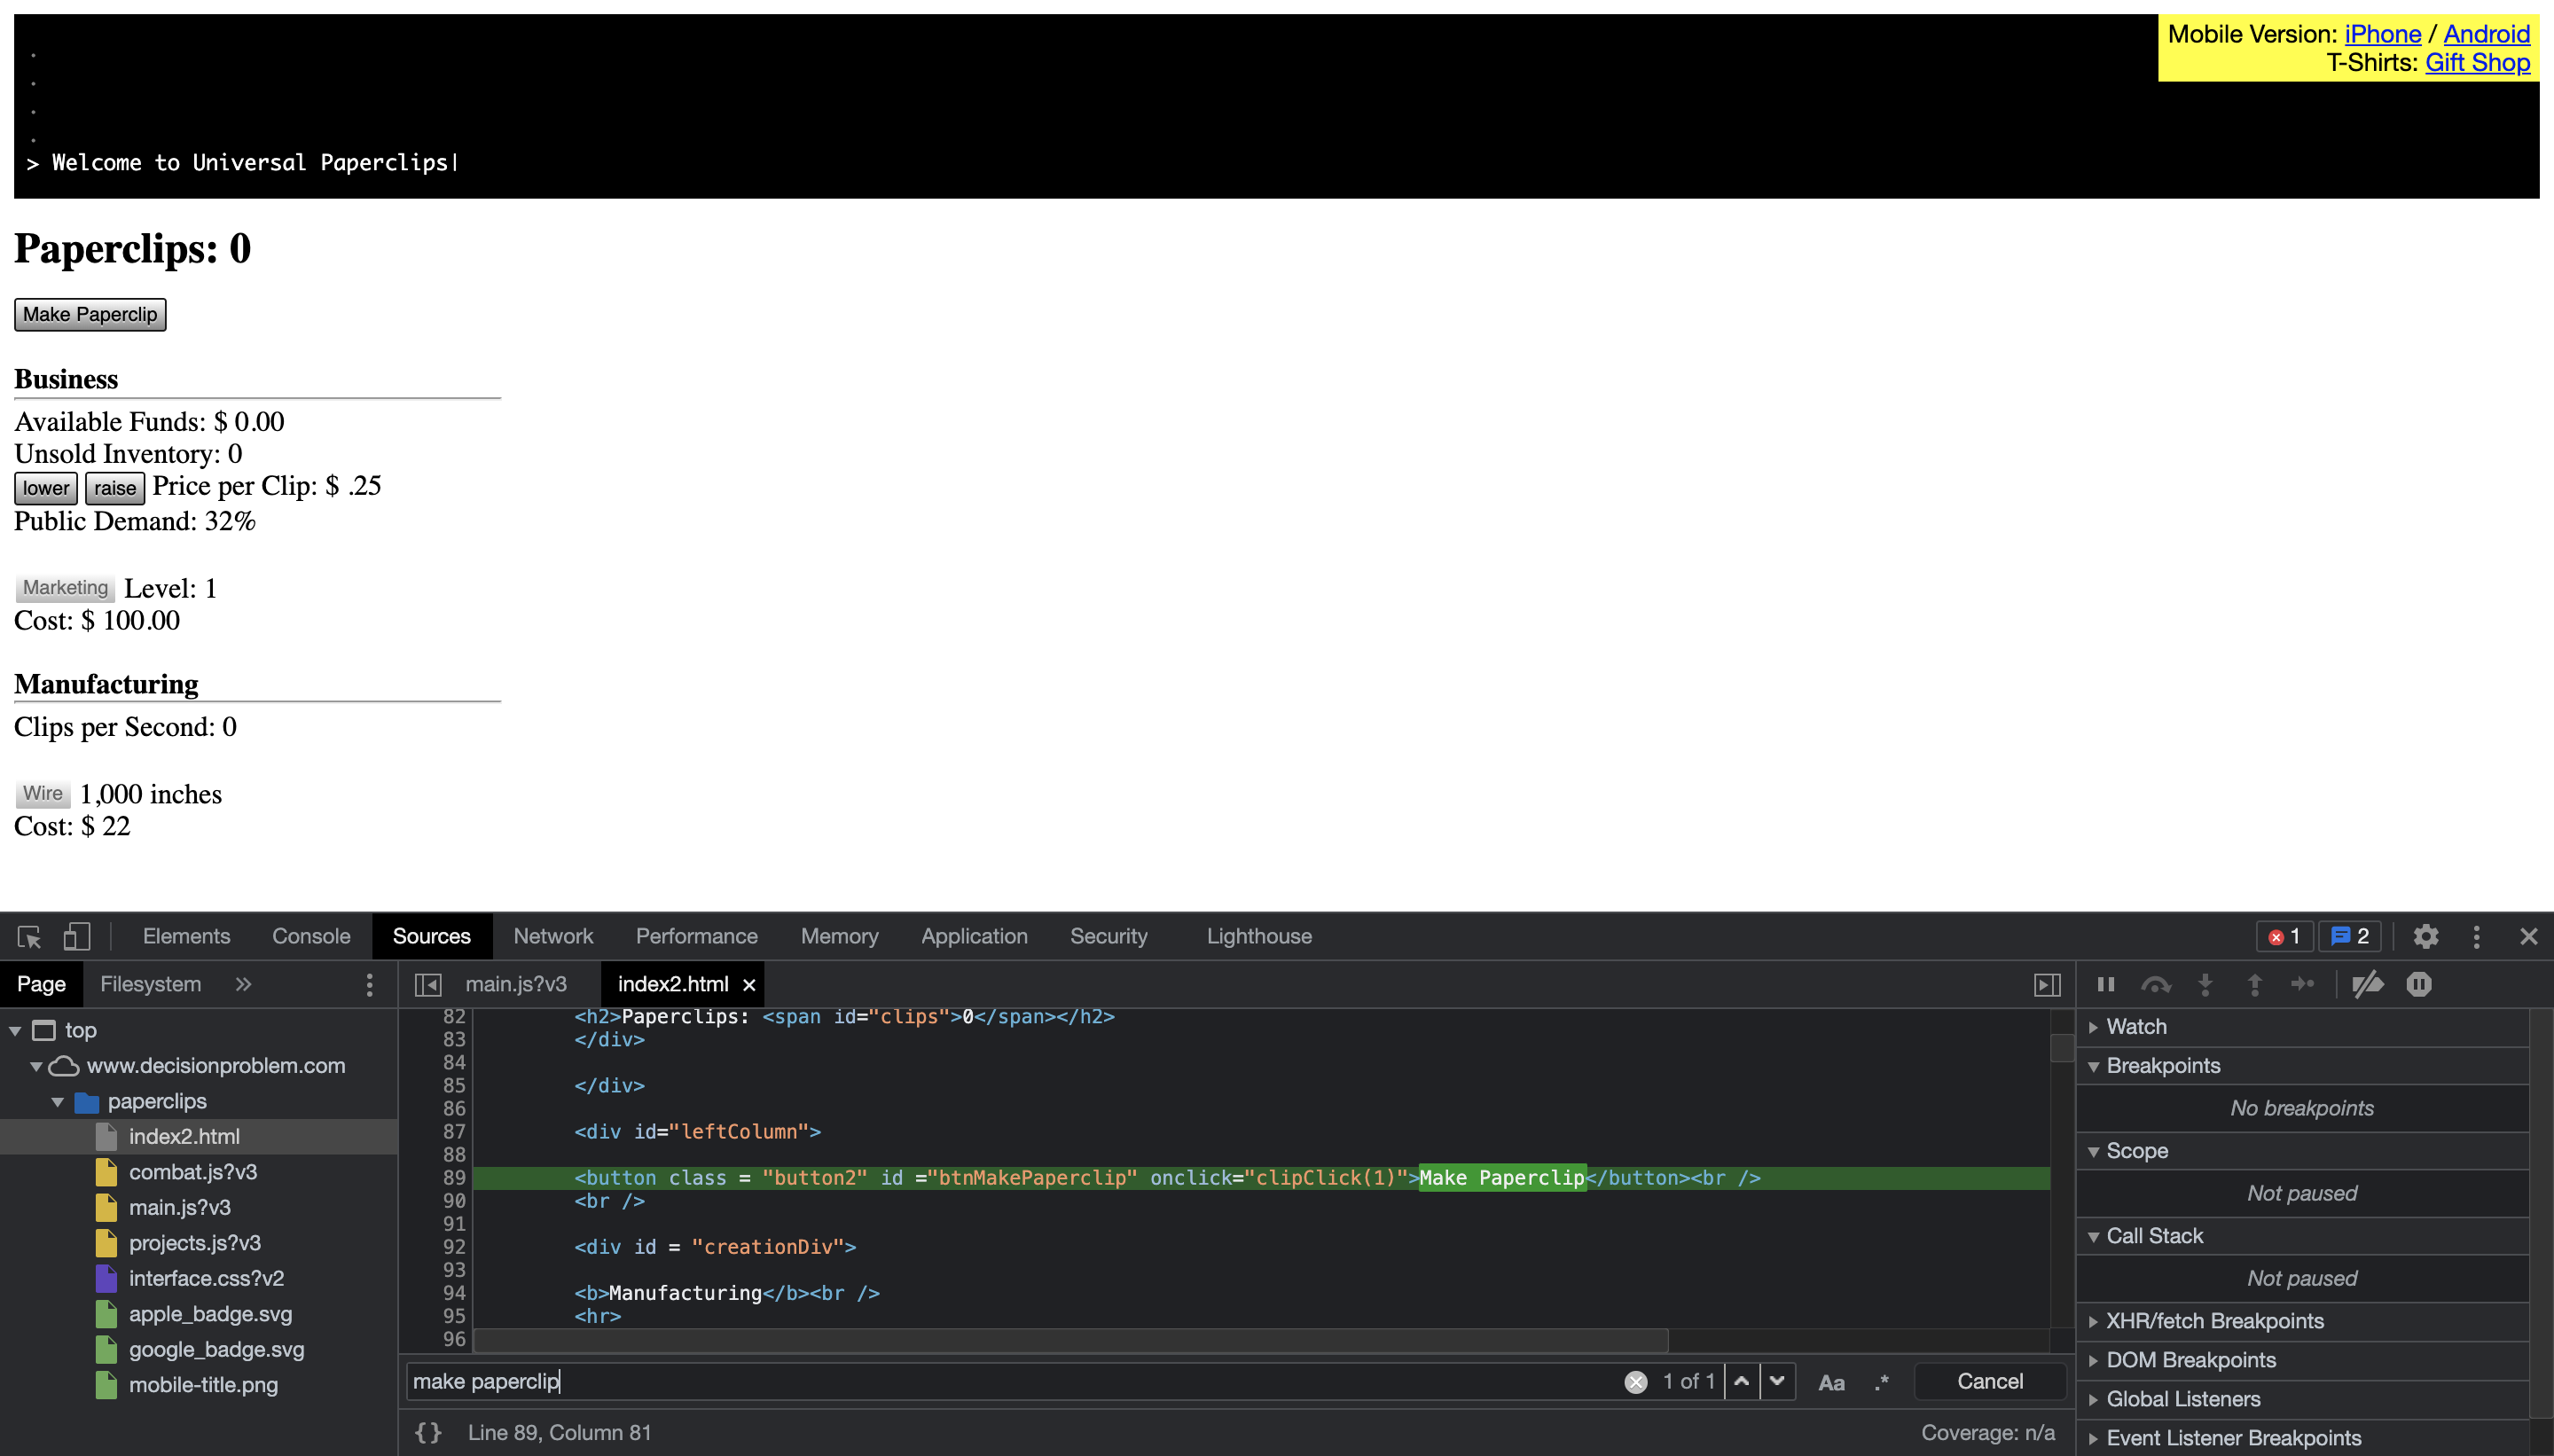 Mobile Version: iPhone / Android
T-Shirts: Gift Shop
.
.
.
.
> Welcome to Universal Paperclips|
Paperclips: 0
Make Paperclip
Business
Available Funds: $ 0.00
Unsold Inventory: 0
lower raise Price per Clip: $ .25
Public Demand: 32%
Marketing Level: 1
Cost: $ 100.00
Manufacturing
Clips per Second: 0
Wire 1,000 inches
Cost: $ 22
Elements Console Sources Network Performance Memory Application Security Lighthouse 1 2
Page Filesystem » main.js?v3 index2.html ×
top
www.decisionproblem.com
paperclips
index2.html
combat.js?v3
main.js?v3
projects.js?v3
interface.css?v2
apple_badge.svg
google_badge.svg
mobile-title.png
82 <h2>Paperclips: <span id="clips">0</span></h2>
83 </div>
84
85 </div>
86
87 <div id="leftColumn">
88
89 <button class = "button2" id ="btnMakePaperclip" onclick="clipClick(1)">Make Paperclip</button><br />
90 <br />
91
92 <div id = "creationDiv">
93
94 <b>Manufacturing</b><br />
95 <hr>
96
make paperclip 1 of 1 Aa .* Cancel
{} Line 89, Column 81 Coverage: n/a
Watch
Breakpoints
No breakpoints
Scope
Not paused
Call Stack
Not paused
XHR/fetch Breakpoints
DOM Breakpoints
Global Listeners
Event Listener Breakpoints